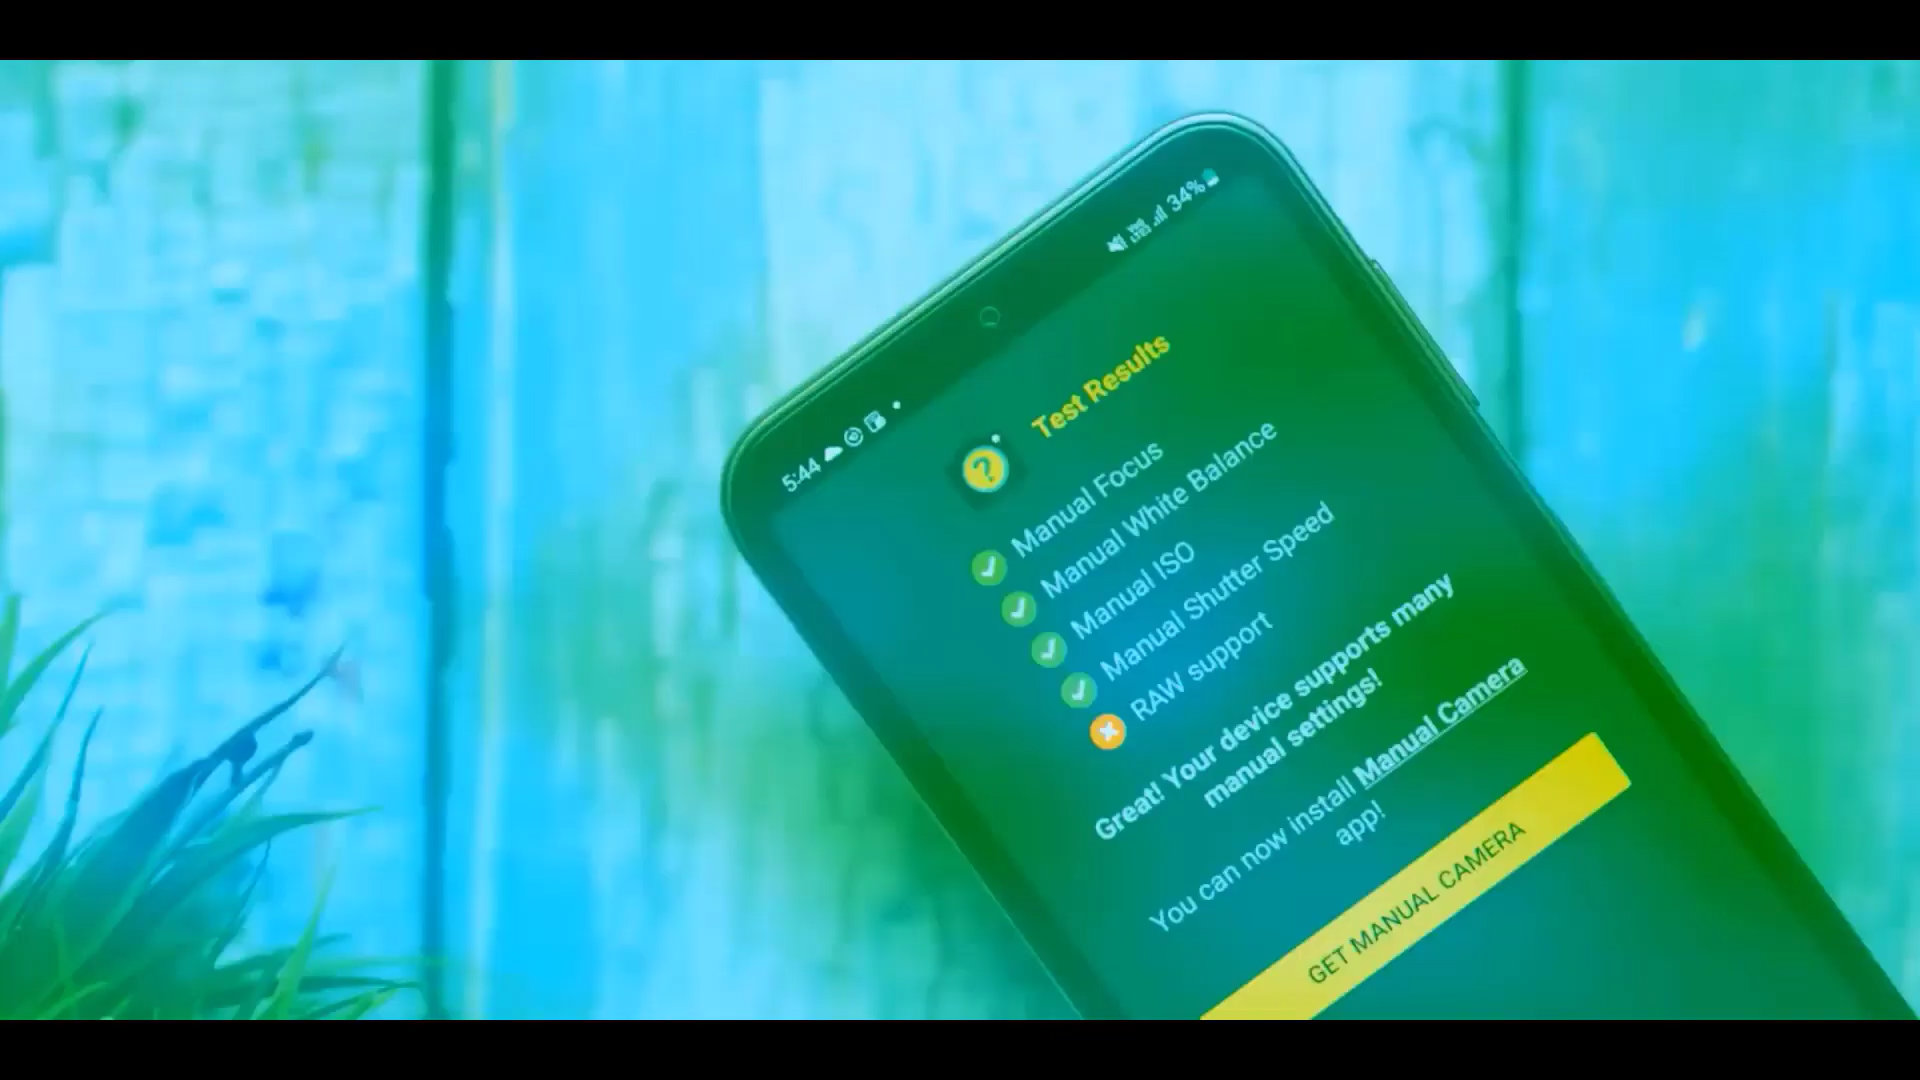 5:44
34%
Test Results
Manual Focus
Manual White Balance
Manual ISO
Manual Shutter Speed
RAW support
Great! Your device supports many
manual settings!
You can now install Manual Camera
app!
GET MANUAL CAMERA